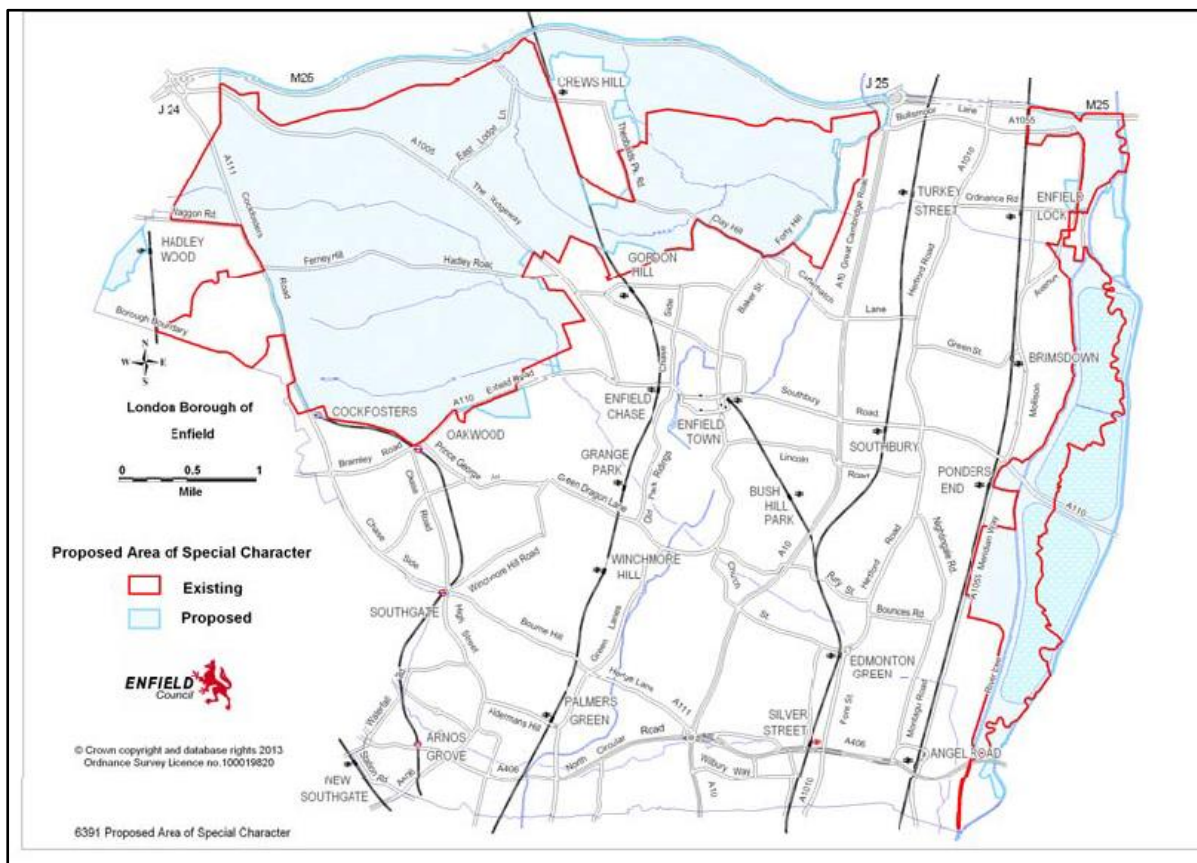 M25
J 24
CREWS HILL
J 25
M25
Bullsmoor Lane
A1055
A1010
A111
Cockfosters Road
A1005
The Ridgeway
East Lodge Ln.
Theobalds Pk. Rd
TURKEY STREET
Ordnance Rd
ENFIELD LOCK
Waggon Rd.
HADLEY WOOD
Ferney Hill
Hadley Road
GORDON HILL
Clay Hill
Forty Hill
A10 Great Cambridge Road
Hertford Road
Carterhatch Lane
Baker St.
Borough Boundary
N
W E
S
Green St.
BRIMSDOWN
Mollison Avenue
London Borough of
Enfield
0 0.5 1
Mile
COCKFOSTERS
A110 Enfield Road
OAKWOOD
ENFIELD CHASE
Chase Side
ENFIELD TOWN
Southbury Road
SOUTHBURY
Bramley Road
Prince George
GRANGE PARK
Lincoln Road
PONDERS END
A110
Chase Road
Green Dragon Lane
BUSH HILL PARK
Nightingale Rd.
A1055 Meridian Way
Proposed Area of Special Character
Existing
Proposed
Chase Side
Winchmore Hill Road
WINCHMORE HILL
A10
Church St.
Hertford Road
Bounces Rd
SOUTHGATE
High Street
Bourne Hill
Green Lanes
EDMONTON GREEN
ENFIELD
Council
Hedge Lane
A111
SILVER STREET
Fore St.
Montagu Road
PALMERS GREEN
Aldermans Hill
Waterfall Rd
ARNOS GROVE
North Circular Road
A406
ANGEL ROAD
© Crown copyright and database rights 2013
Ordnance Survey Licence no.100019820
Station Rd
A406
A406
Wilbury Way
NEW SOUTHGATE
A10
A1010
6391 Proposed Area of Special Character